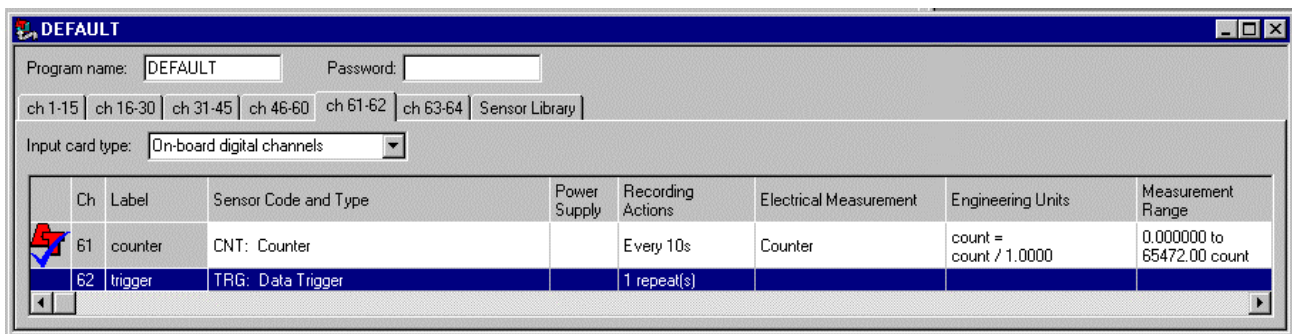 DEFAULT
Program name: DEFAULT Password:
ch 1-15 ch 16-30 ch 31-45 ch 46-60 ch 61-62 ch 63-64 Sensor Library
Input card type: On-board digital channels
Ch Label Sensor Code and Type Power Supply Recording Actions Electrical Measurement Engineering Units Measurement Range
61 counter CNT: Counter Every 10s Counter count = count / 1.0000 0.000000 to 65472.00 count
62 trigger TRG: Data Trigger 1 repeat(s)